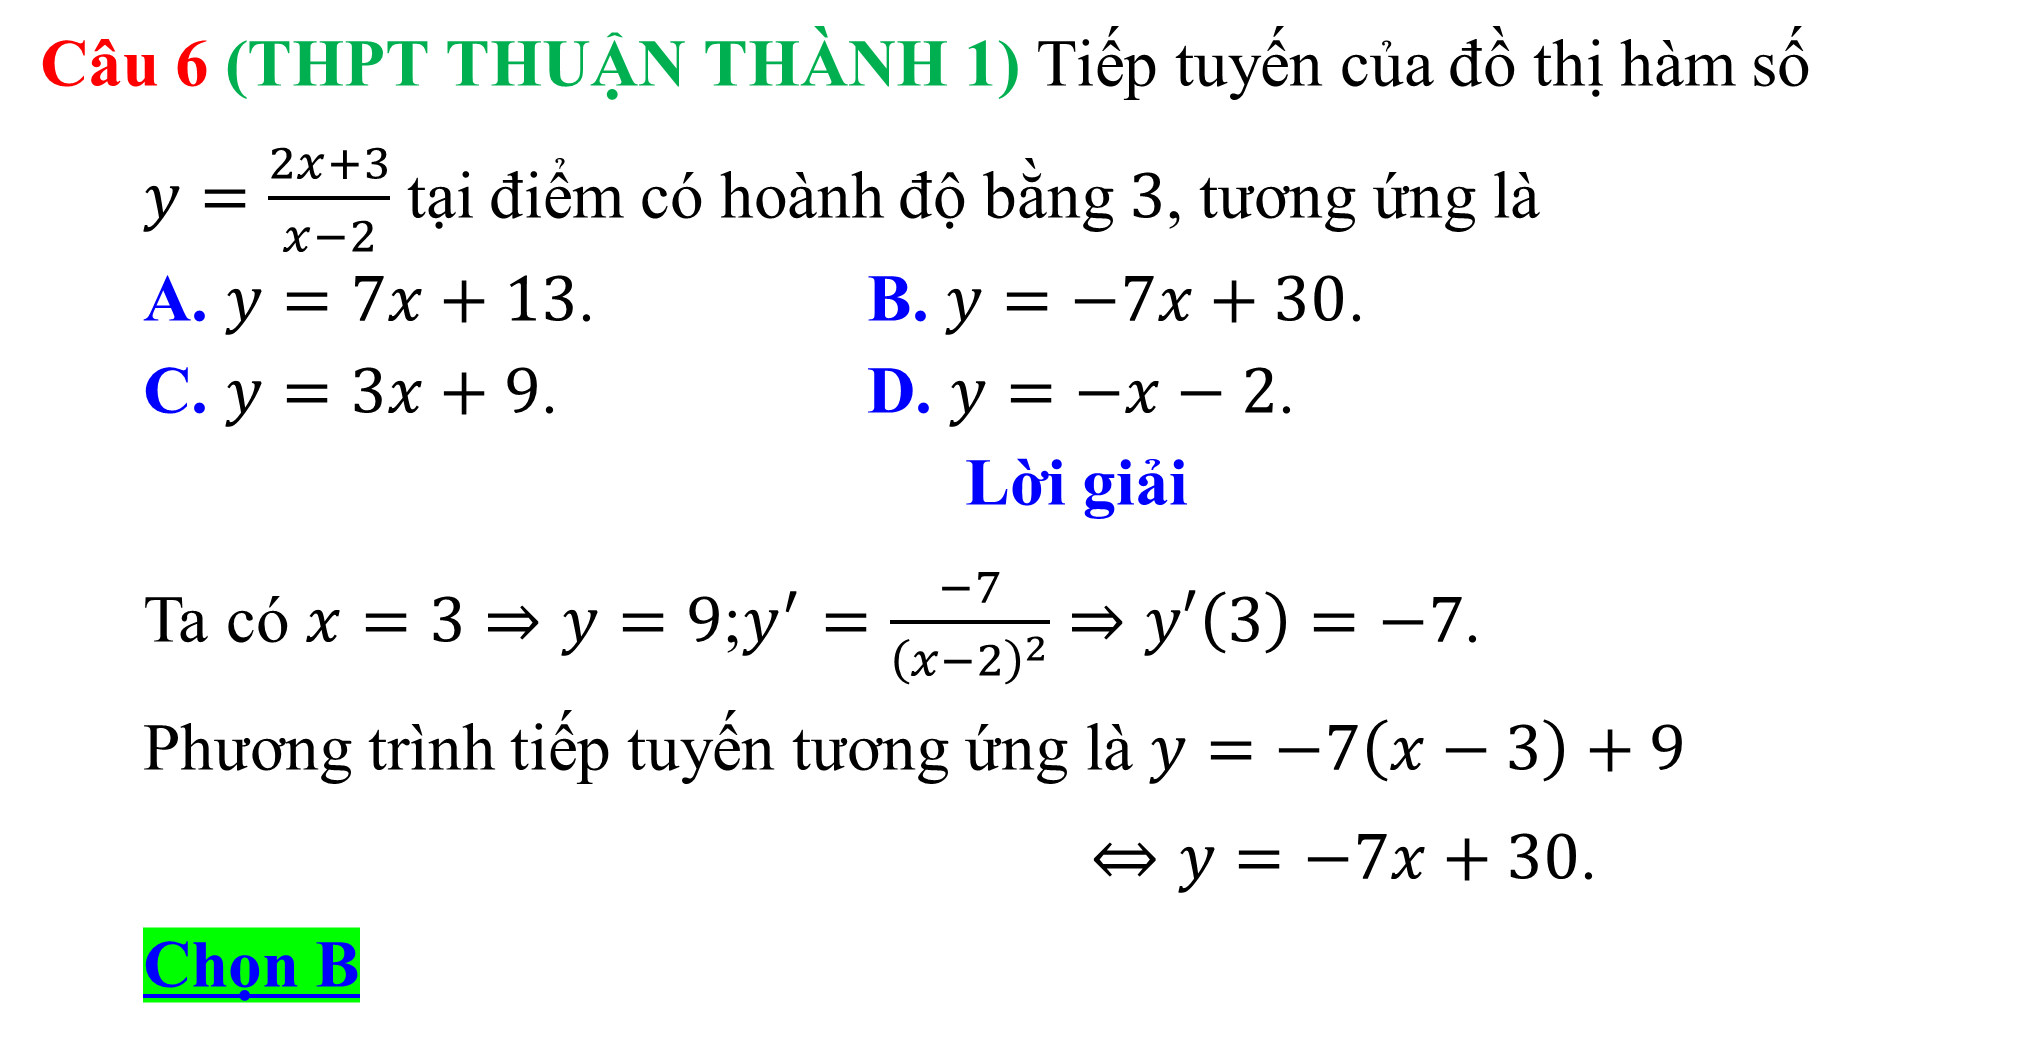 Câu 6 (THPT THUẬN THÀNH 1) Tiếp tuyến của đồ thị hàm số
y = \frac{2x+3}{x-2} tại điểm có hoành độ bằng 3, tương ứng là
A. y = 7x + 13. B. y = −7x + 30.
C. y = 3x + 9. D. y = −x − 2.
Lời giải
Ta có x = 3 ⇒ y = 9;y′ = \frac{-7}{(x-2)^2} ⇒ y′(3) = −7.
Phương trình tiếp tuyến tương ứng là y = −7(x − 3) + 9
⇔ y = −7x + 30.
Chọn B